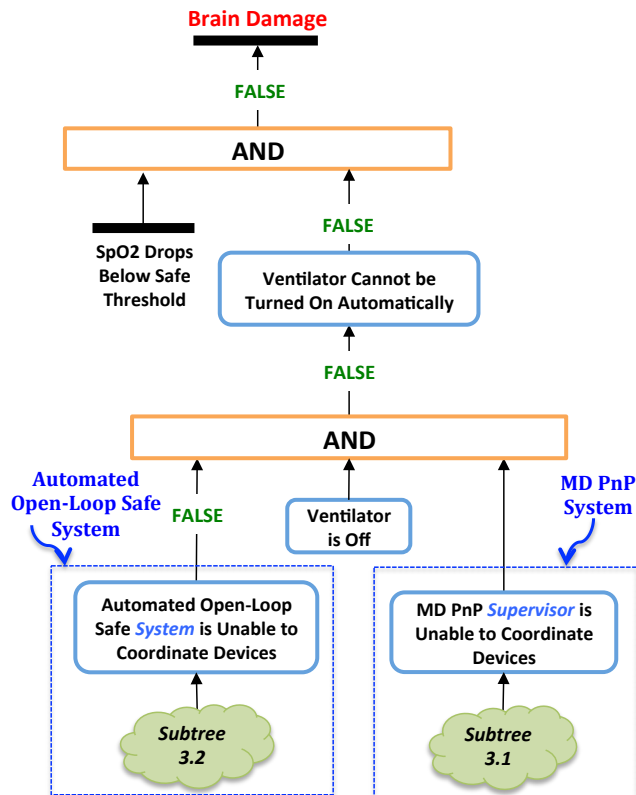 Brain Damage
FALSE
AND
FALSE
SpO2 Drops
Below Safe
Threshold
Ventilator Cannot be
Turned On Automatically
FALSE
AND
Automated
Open-Loop Safe
System
FALSE
Ventilator
is Off
MD PnP
System
Automated Open-Loop
Safe System is Unable to
Coordinate Devices
MD PnP Supervisor is
Unable to Coordinate
Devices
Subtree
3.2
Subtree
3.1